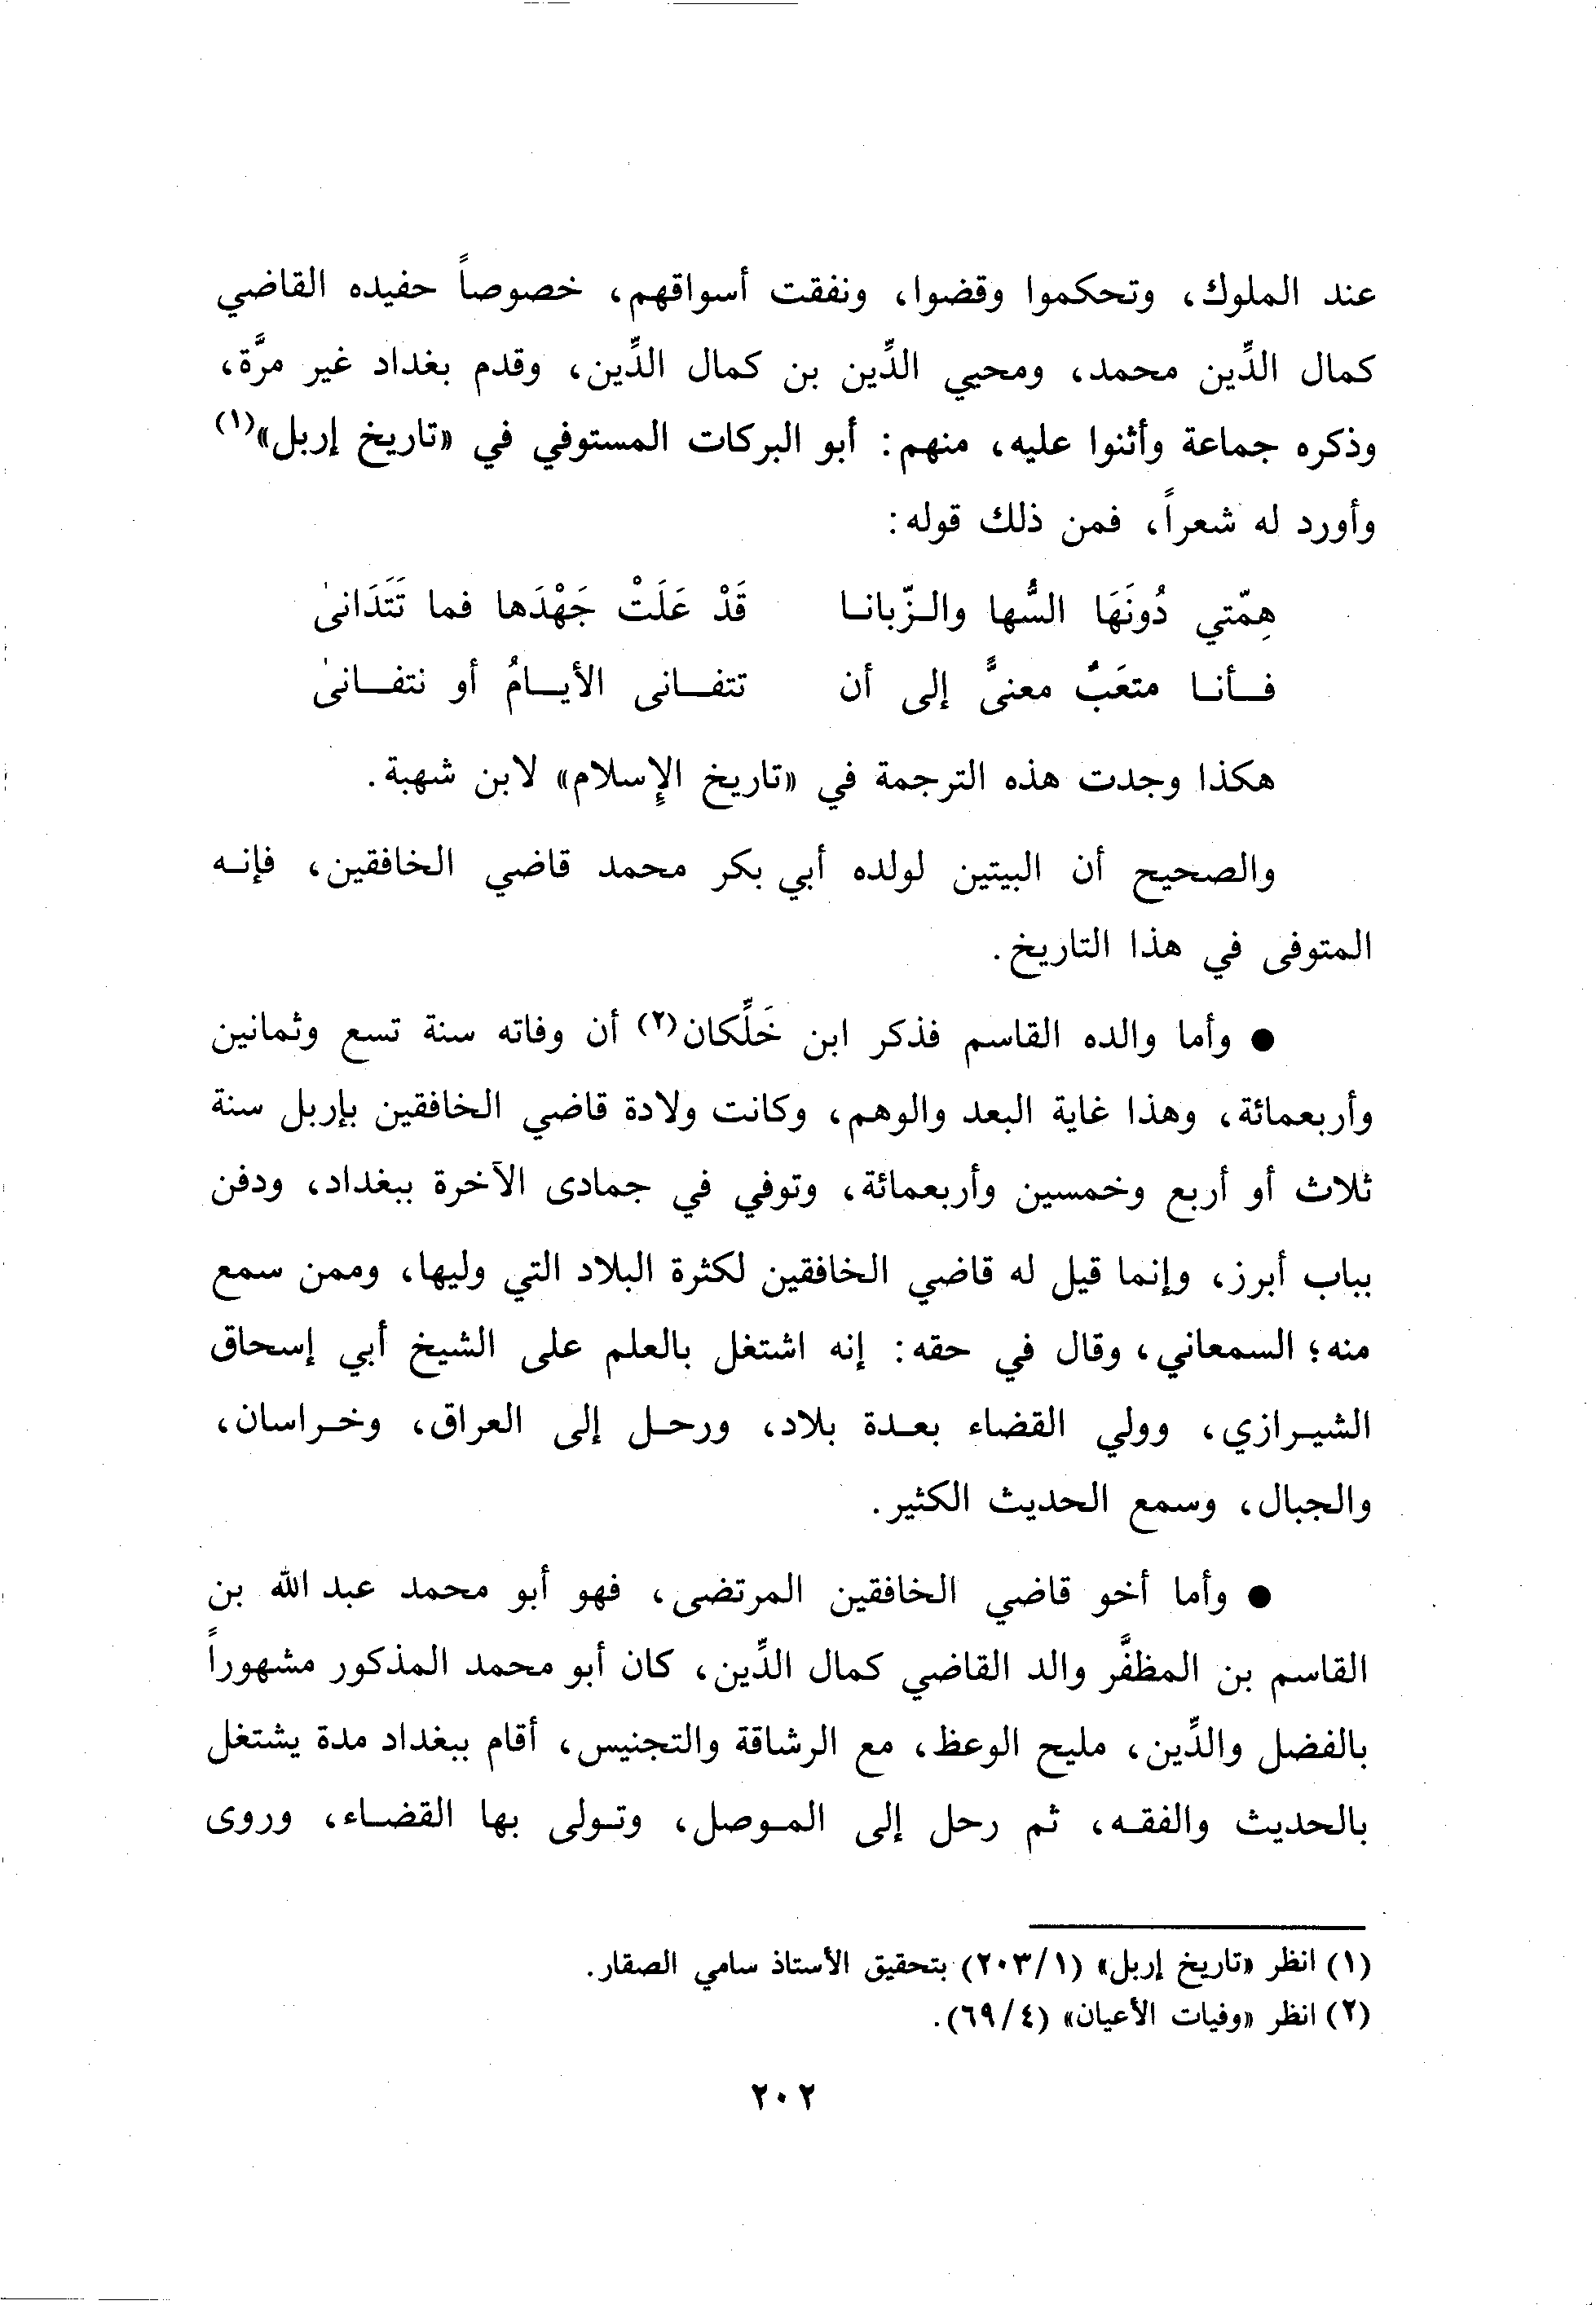 عند الملوك، وتحكموا وقضوا، ونفقت أسواقهم، خصوصاً حفيده القاضي
كمال الدِّين محمد، ومحيي الدِّين بن كمال الدِّين، وقدم بغداد غير مرَّة،
وذكره جماعة وأثنوا عليه، منهم: أبو البركات المستوفي في «تاريخ إربل»(١)
وأورد له شعراً، فمن ذلك قوله:
هِمّتي دُونَهَا السُّها والـزّبانـا قَدْ عَلَتْ جَهْدَها فما تَتَدَانىٰ
فـأنـا متعَبٌ معنىًّ إلى أن تتفـانى الأيـامُ أو نتفـانىٰ
هكذا وجدت هذه الترجمة في «تاريخ الإِسلام» لابن شهبة.
والصحيح أن البيتين لولده أبي بكر محمد قاضي الخافقين، فإنـه
المتوفى في هذا التاريخ.
● وأما والده القاسم فذكر ابن خَلِّكان(٢) أن وفاته سنة تسع وثمانين
وأربعمائة، وهذا غاية البعد والوهم، وكانت ولادة قاضي الخافقين بإربل سنة
ثلاث أو أربع وخمسين وأربعمائة، وتوفي في جمادى الآخرة ببغداد، ودفن
بباب أبرز، وإنما قيل له قاضي الخافقين لكثرة البلاد التي وليها، وممن سمع
منه؛ السمعاني، وقال في حقه: إنه اشتغل بالعلم على الشيخ أبي إسحاق
الشيـرازي، وولي القضاء بعـدة بلاد، ورحـل إلى العراق، وخـراسان،
والجبال، وسمع الحديث الكثير.
● وأما أخو قاضي الخافقين المرتضى، فهو أبو محمد عبد الله بن
القاسم بن المظفَّر والد القاضي كمال الدِّين، كان أبو محمد المذكور مشهوراً
بالفضل والدِّين، مليح الوعظ، مع الرشاقة والتجنيس، أقام ببغداد مدة يشتغل
بالحديث والفقـه، ثم رحل إلى المـوصل، وتـولى بها القضـاء، وروى
(١) انظر «تاريخ إربل» (٢٠٣/١) بتحقيق الأستاذ سامي الصقار.
(٢) انظر «وفيات الأعيان» (٦٩/٤).
٢٠٢